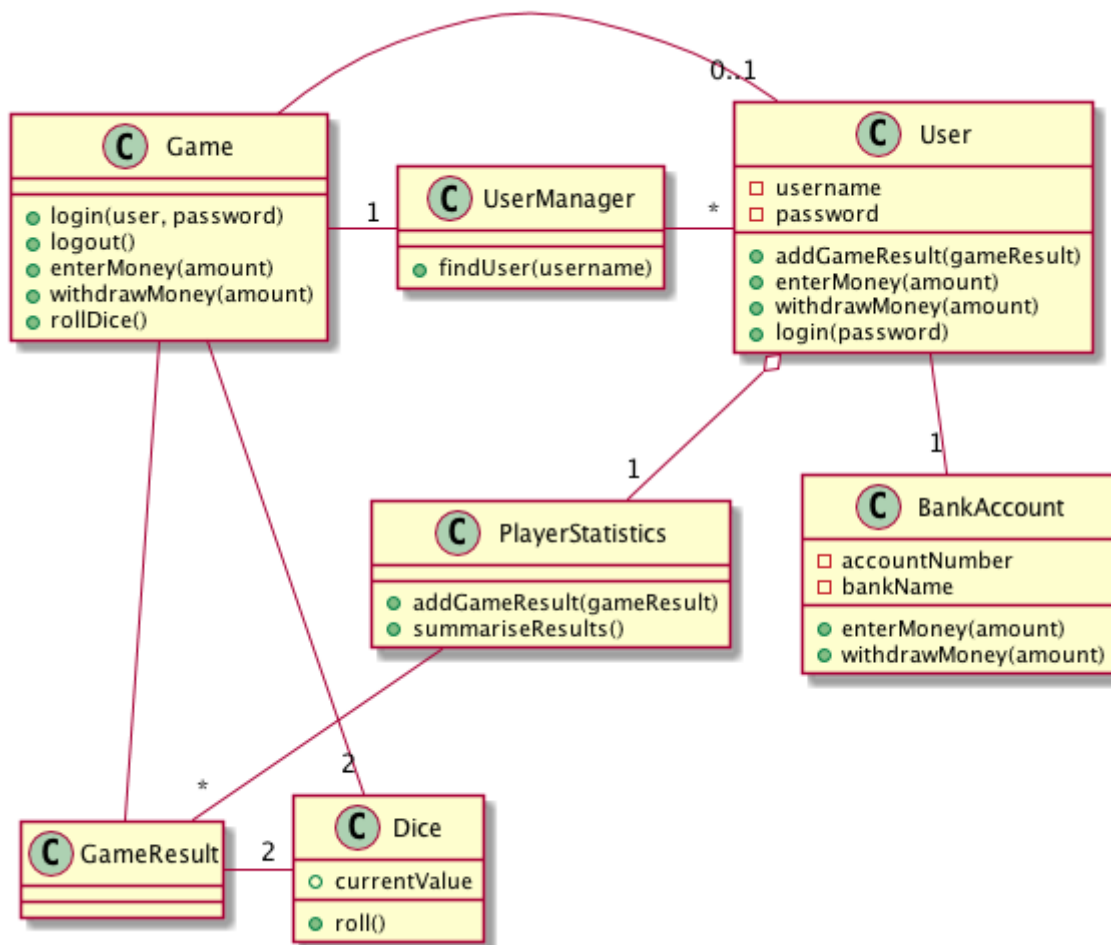 0..1
C Game
login(user, password)
logout()
enterMoney(amount)
withdrawMoney(amount)
rollDice()
1
C UserManager
findUser(username)
*
C User
username
password
addGameResult(gameResult)
enterMoney(amount)
withdrawMoney(amount)
login(password)
1
1
C PlayerStatistics
addGameResult(gameResult)
summariseResults()
C BankAccount
accountNumber
bankName
enterMoney(amount)
withdrawMoney(amount)
*
2
C GameResult
2
C Dice
currentValue
roll()